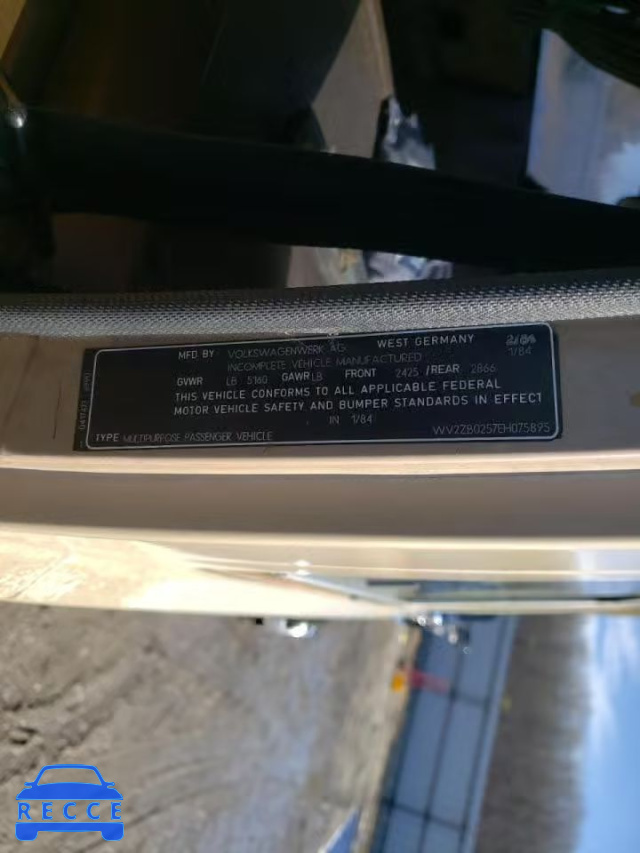 MFD BY VOLKSWAGENWERK AG WEST GERMANY
INCOMPLETE VEHICLE MANUFACTURED 1/84
GVWR LB 5160 GAWR LB FRONT 2425 /REAR 2866
THIS VEHICLE CONFORMS TO ALL APPLICABLE FEDERAL
MOTOR VEHICLE SAFETY AND BUMPER STANDARDS IN EFFECT
IN 1/84
TYPE MULTIPURPOSE PASSENGER VEHICLE WV2ZB0257EH075895
RECCE